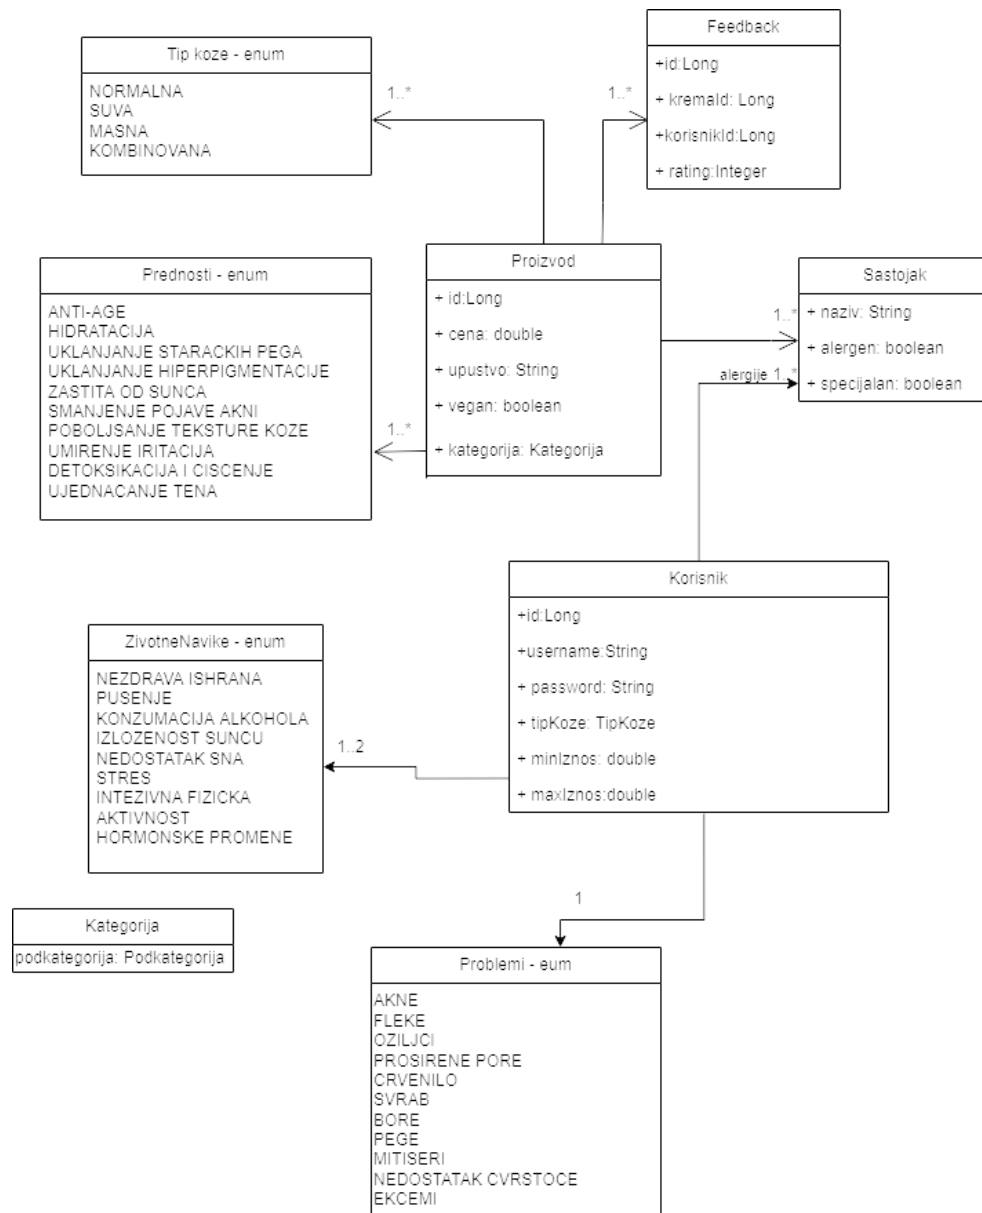 Tip koze - enum
NORMALNA
SUVA
MASNA
KOMBINOVANA
1..*
Feedback
+id:Long
+ kremaId: Long
+korisnikId:Long
+ rating:Integer
1..*
Prednosti - enum
ANTI-AGE
HIDRATACIJA
UKLANJANJE STARACKIH PEGA
UKLANJANJE HIPERPIGMENTACIJE
ZASTITA OD SUNCA
SMANJENJE POJAVE AKNI
POBOLJSANJE TEKSTURE KOZE
UMIRENJE IRITACIJA
DETOKSIKACIJA I CISCENJE
UJEDNACANJE TENA
1..*
Proizvod
+ id:Long
+ cena: double
+ upustvo: String
+ vegan: boolean
+ kategorija: Kategorija
1..*
Sastojak
+ naziv: String
+ alergen: boolean
+ specijalan: boolean
alergije 1..*
Korisnik
+id:Long
+username:String
+ password: String
+ tipKoze: TipKoze
+ minIznos: double
+ maxIznos:double
ZivotneNavike - enum
NEZDRAVA ISHRANA
PUSENJE
KONZUMACIJA ALKOHOLA
IZLOZENOST SUNCU
NEDOSTATAK SNA
STRES
INTEZIVNA FIZICKA
AKTIVNOST
HORMONSKE PROMENE
1..2
1
Kategorija
podkategorija: Podkategorija
Problemi - eum
AKNE
FLEKE
OZILJCI
PROSIRENE PORE
CRVENILO
SVRAB
BORE
PEGE
MITISERI
NEDOSTATAK CVRSTOCE
EKCEMI